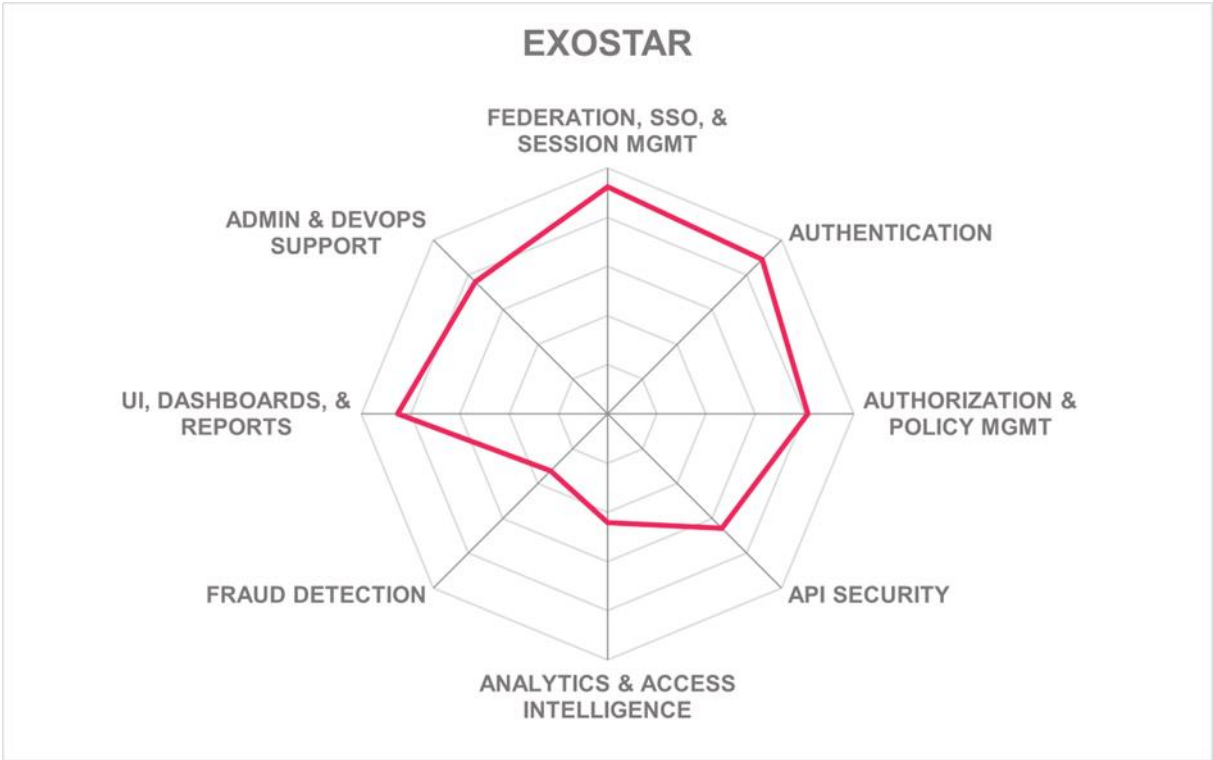 EXOSTAR
FEDERATION, SSO, &
SESSION MGMT
ADMIN & DEVOPS
SUPPORT
AUTHENTICATION
UI, DASHBOARDS, &
REPORTS
AUTHORIZATION &
POLICY MGMT
FRAUD DETECTION
API SECURITY
ANALYTICS & ACCESS
INTELLIGENCE